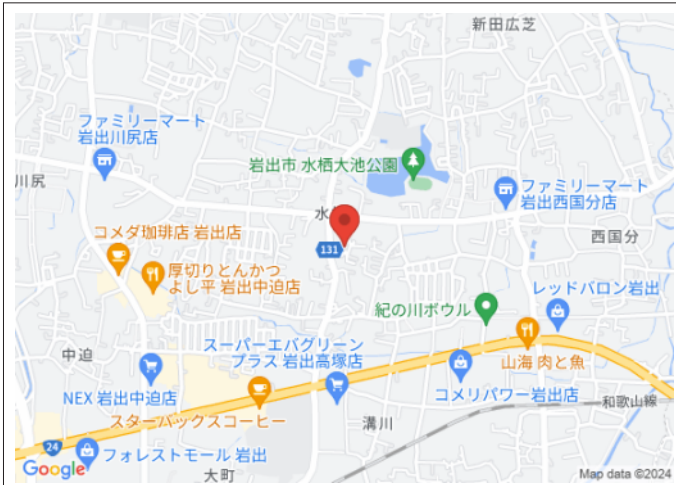 新田広芝
ファミリーマート
岩出川尻店
岩出市 水栖大池公園
川尻
ファミリーマート
岩出西国分店
水
コメダ珈琲店 岩出店
131
西国分
厚切りとんかつ
よし平 岩出中迫店
レッドバロン岩出
紀の川ボウル
中迫
スーパーエバグリーン
プラス 岩出高塚店
山海 肉と魚
NEX 岩出中迫店
コメリパワー岩出店
和歌山線
スターバックスコーヒー
溝川
24
フォレストモール 岩出
Google
大町
Map data ©2024